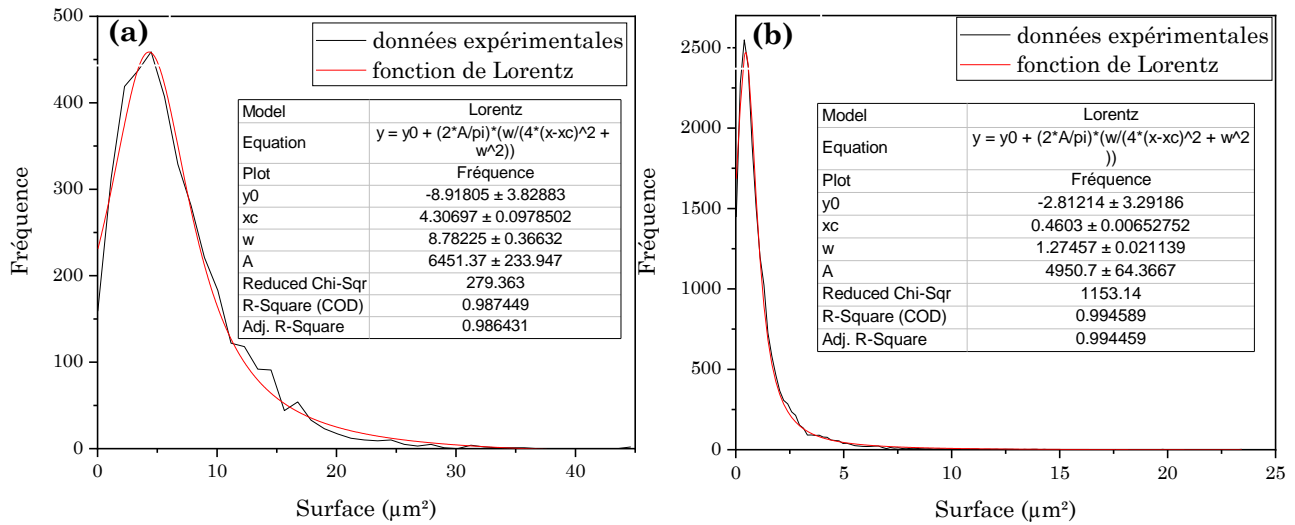 (a)
données expérimentales
fonction de Lorentz
Model Lorentz
Equation y = y0 + (2*A/pi)*(w/(4*(x-xc)^2 +
w^2))
Plot Fréquence
y0 -8.91805 ± 3.82883
xc 4.30697 ± 0.0978502
w 8.78225 ± 0.36632
A 6451.37 ± 233.947
Reduced Chi-Sqr 279.363
R-Square (COD) 0.987449
Adj. R-Square 0.986431
500
400
300
200
100
0
Fréquence
0 10 20 30 40
Surface (µm²)
(b)
données expérimentales
fonction de Lorentz
Model Lorentz
Equation y = y0 + (2*A/pi)*(w/(4*(x-xc)^2 + w^2
))
Plot Fréquence
y0 -2.81214 ± 3.29186
xc 0.4603 ± 0.00652752
w 1.27457 ± 0.021139
A 4950.7 ± 64.3667
Reduced Chi-Sqr 1153.14
R-Square (COD) 0.994589
Adj. R-Square 0.994459
2500
2000
1500
1000
500
0
Fréquence
0 5 10 15 20 25
Surface (µm²)